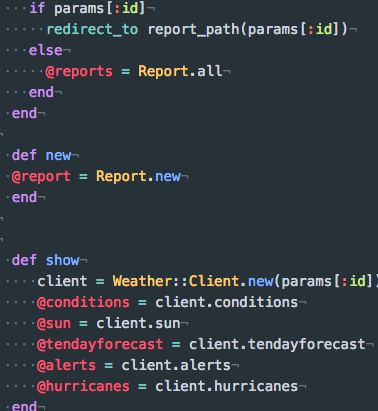 if params[:id]
redirect_to report_path(params[:id])
else
@reports = Report.all
end
end
def new
@report = Report.new
end
def show
client = Weather::Client.new(params[:id])
@conditions = client.conditions
@sun = client.sun
@tendayforecast = client.tendayforecast
@alerts = client.alerts
@hurricanes = client.hurricanes
end